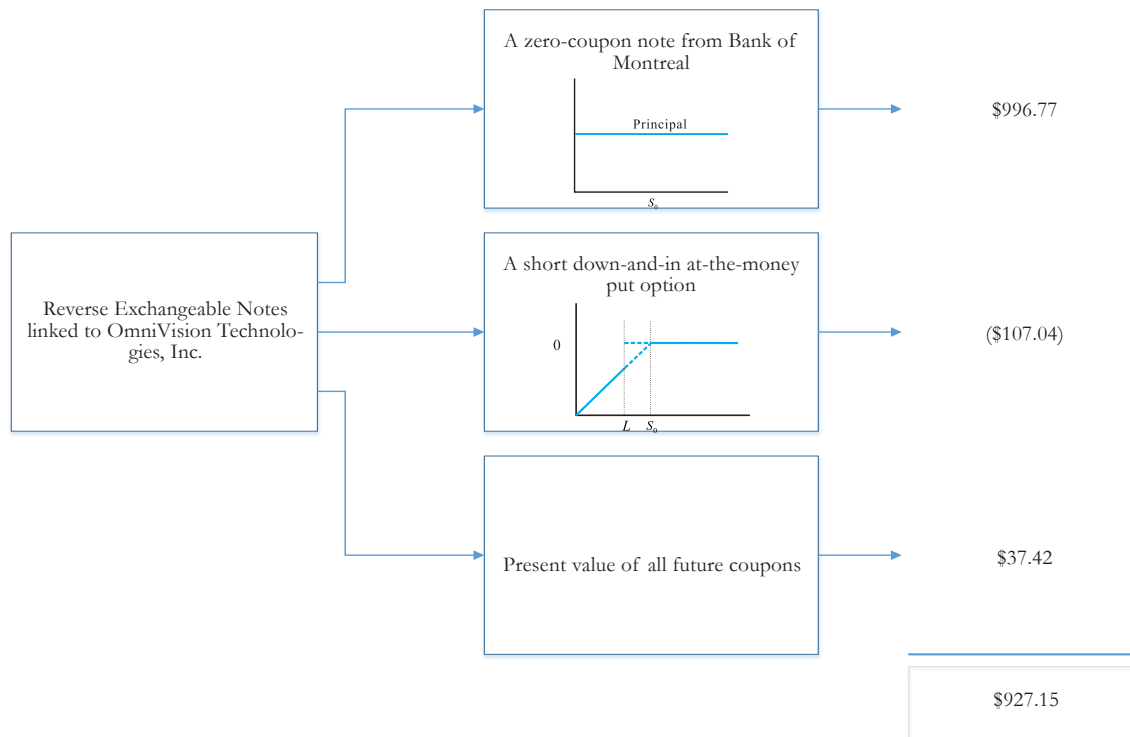 A zero-coupon note from Bank of
Montreal
Principal
S₀
$996.77
Reverse Exchangeable Notes
linked to OmniVision Technolo-
gies, Inc.
A short down-and-in at-the-money
put option
0
L S₀
($107.04)
Present value of all future coupons
$37.42
$927.15